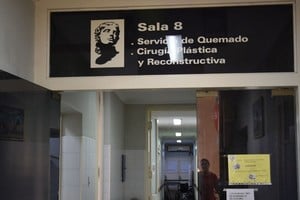 Sala 8
. Servicio de Quemado
. Cirugía Plástica
y Reconstructiva